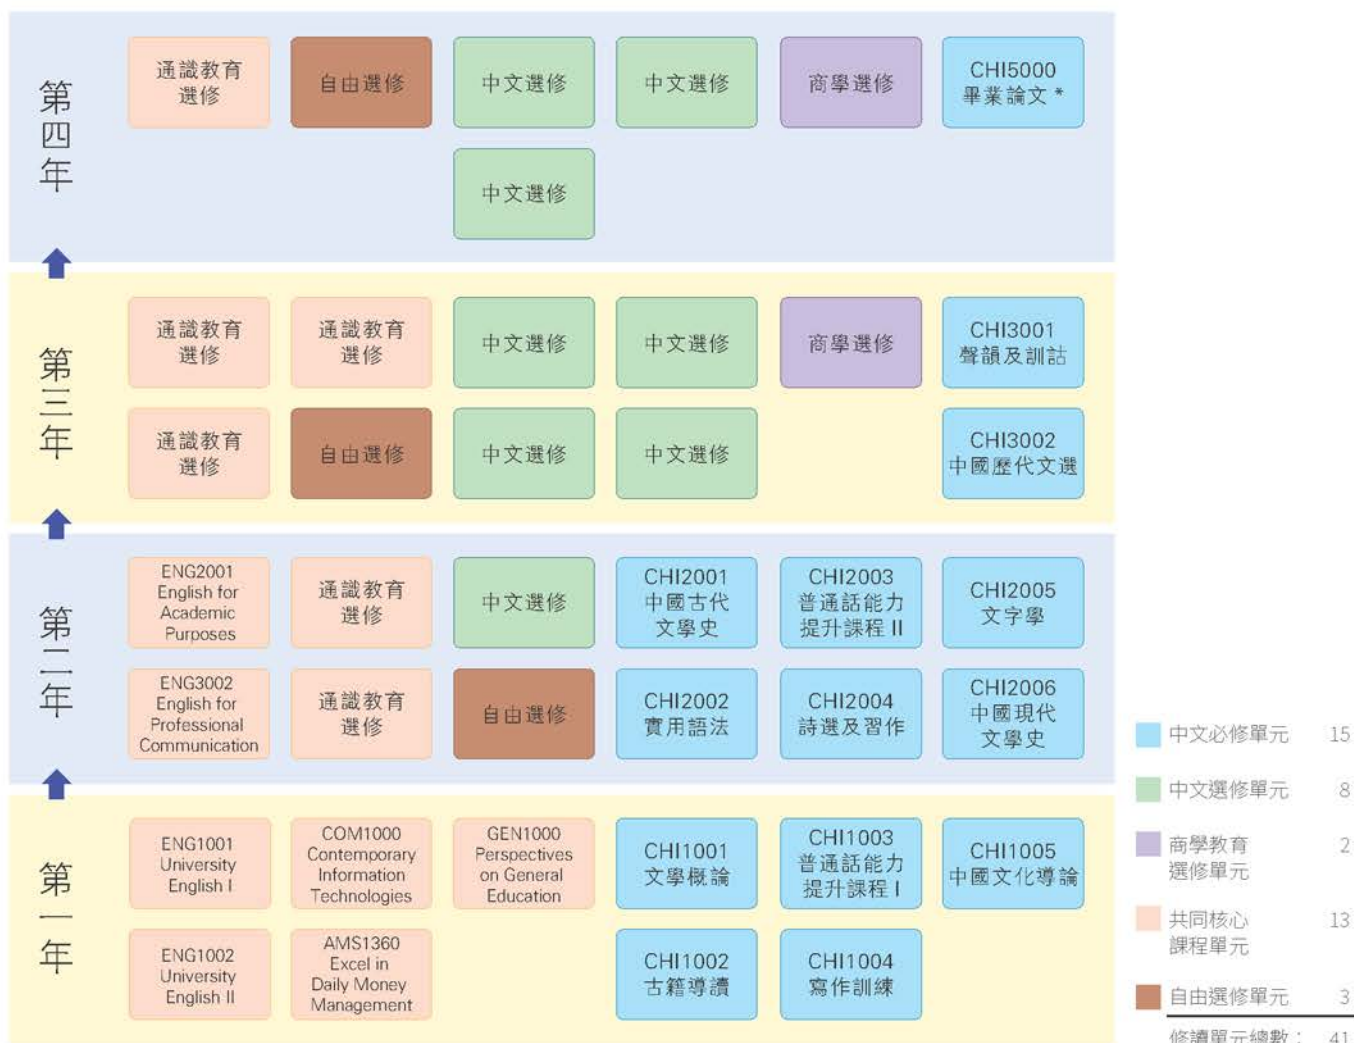 第四年
通識教育
選修
自由選修
中文選修
中文選修
商學選修
CHI5000
畢業論文 *
中文選修
第三年
通識教育
選修
通識教育
選修
中文選修
中文選修
商學選修
CHI3001
聲韻及訓詁
通識教育
選修
自由選修
中文選修
中文選修
CHI3002
中國歷代文選
第二年
ENG2001
English for
Academic
Purposes
通識教育
選修
中文選修
CHI2001
中國古代
文學史
CHI2003
普通話能力
提升課程 II
CHI2005
文字學
ENG3002
English for
Professional
Communication
通識教育
選修
自由選修
CHI2002
實用語法
CHI2004
詩選及習作
CHI2006
中國現代
文學史
第一年
ENG1001
University
English I
COM1000
Contemporary
Information
Technologies
GEN1000
Perspectives
on General
Education
CHI1001
文學概論
CHI1003
普通話能力
提升課程 I
CHI1005
中國文化導論
ENG1002
University
English II
AMS1360
Excel in
Daily Money
Management
CHI1002
古籍導讀
CHI1004
寫作訓練
中文必修單元 15
中文選修單元 8
商學教育 2
選修單元
共同核心 13
課程單元
自由選修單元 3
修讀單元總數： 41